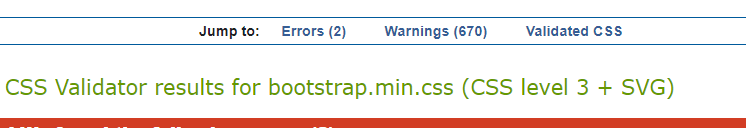 Jump to: Errors (2) Warnings (670) Validated CSS
CSS Validator results for bootstrap.min.css (CSS level 3 + SVG)